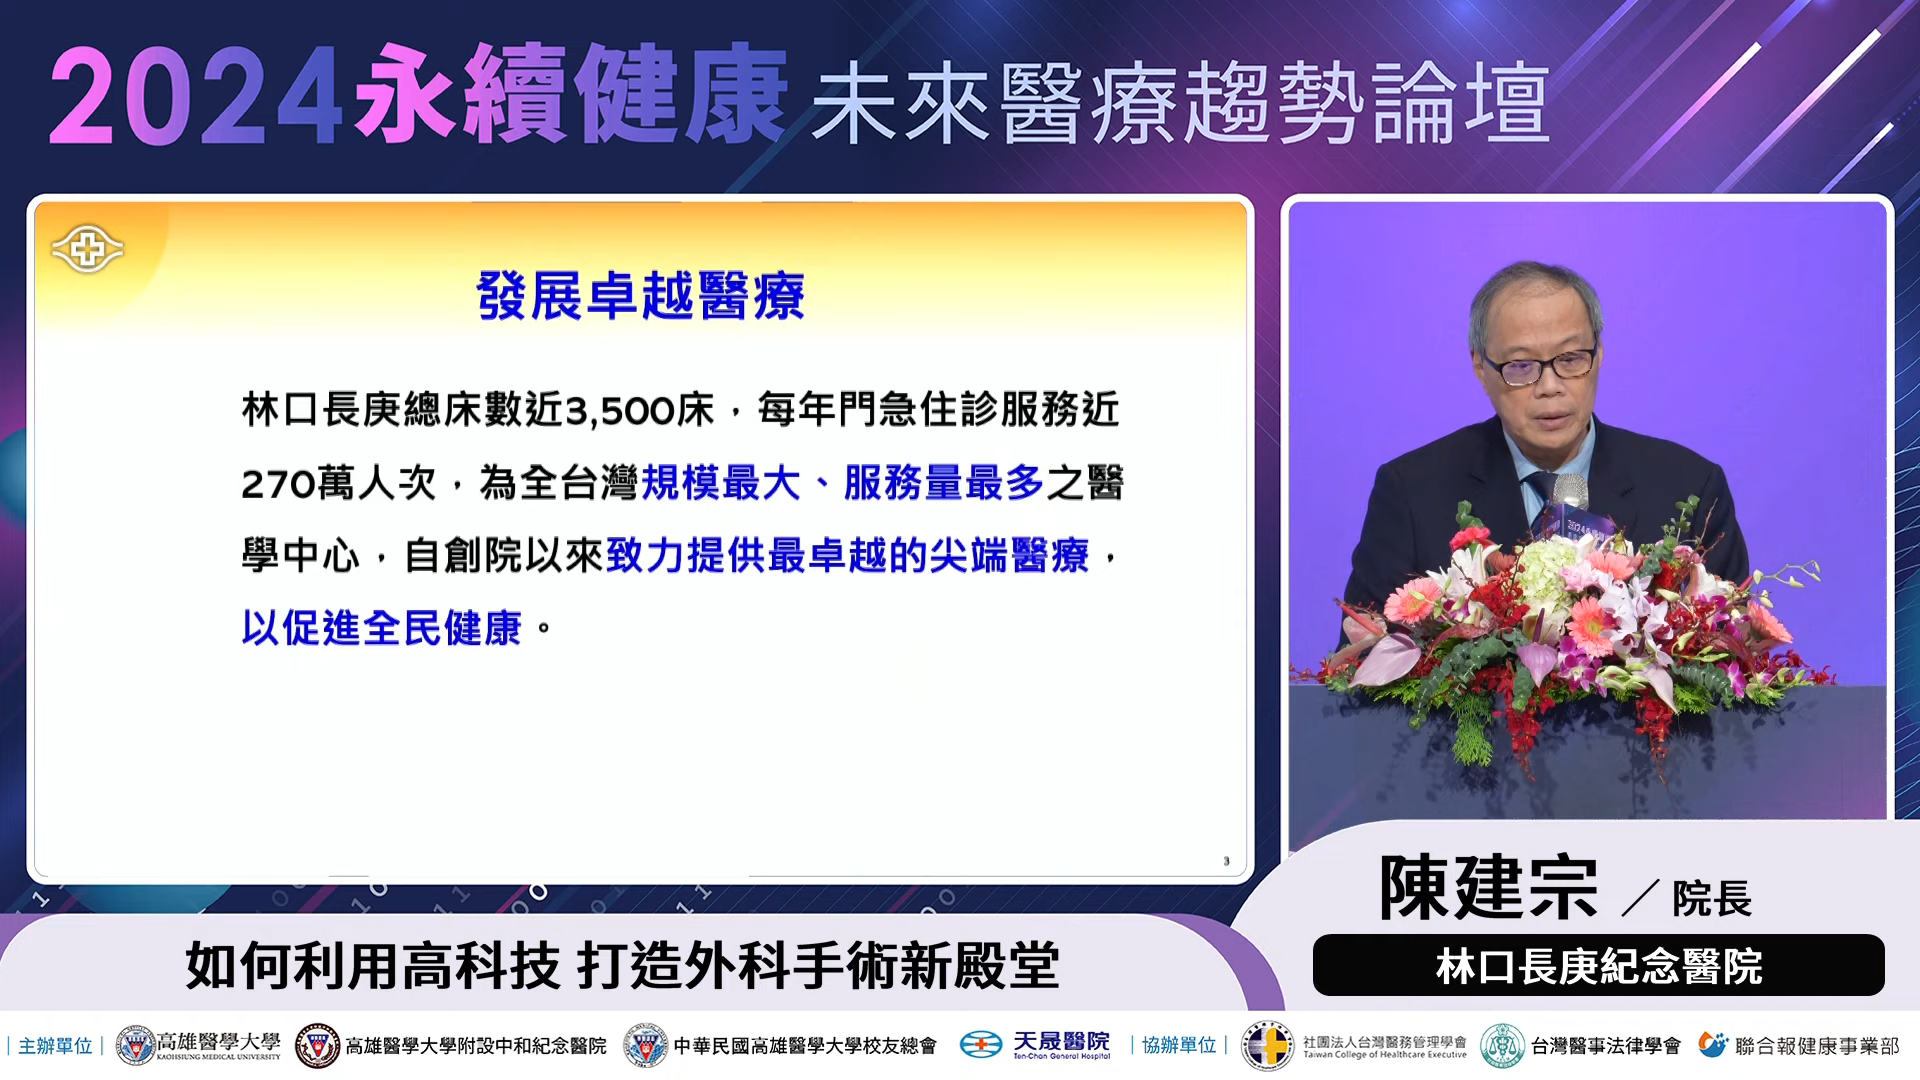 2024永續健康 未來醫療趨勢論壇
發展卓越醫療
林口長庚總床數近3,500床，每年門急住診服務近
270萬人次，為全台灣規模最大、服務量最多之醫
學中心，自創院以來致力提供最卓越的尖端醫療，
以促進全民健康。
3
陳建宗／院長
林口長庚紀念醫院
如何利用高科技 打造外科手術新殿堂
｜主辦單位｜
高雄醫學大學
KAOHSIUNG MEDICAL UNIVERSITY
高雄醫學大學附設中和紀念醫院
中華民國高雄醫學大學校友總會
天晟醫院
Ten-Chan General Hospital
｜協辦單位｜
社團法人台灣醫務管理學會
Taiwan College of Healthcare Executive
台灣醫事法律學會
聯合報健康事業部